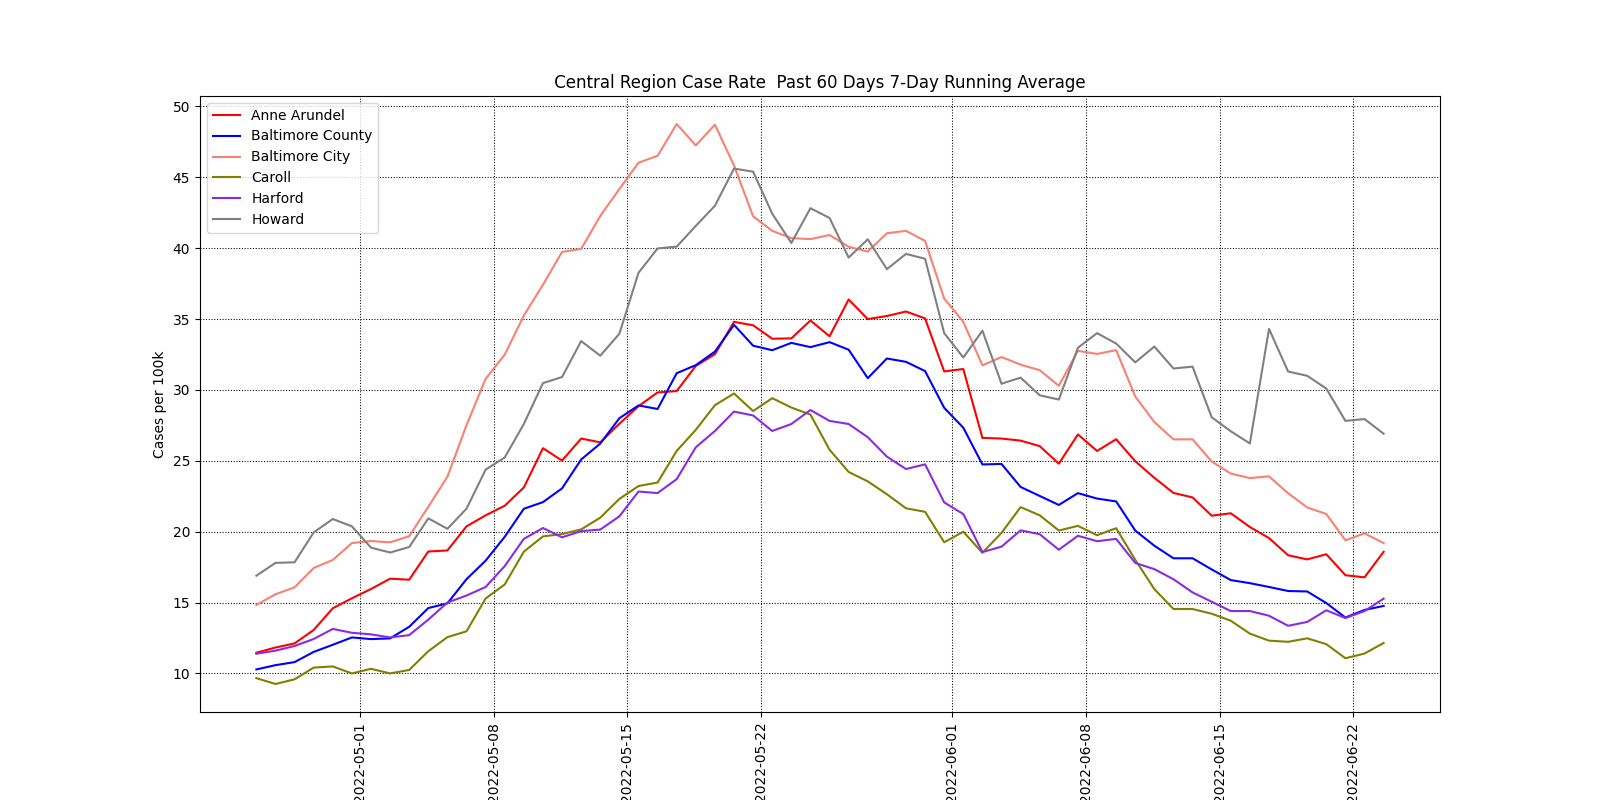 Central Region Case Rate  Past 60 Days 7-Day Running Average
50
45
40
35
30
25
20
15
10
Cases per 100k
Anne Arundel
Baltimore County
Baltimore City
Caroll
Harford
Howard
2022-05-01
2022-05-08
2022-05-15
2022-05-22
2022-06-01
2022-06-08
2022-06-15
2022-06-22